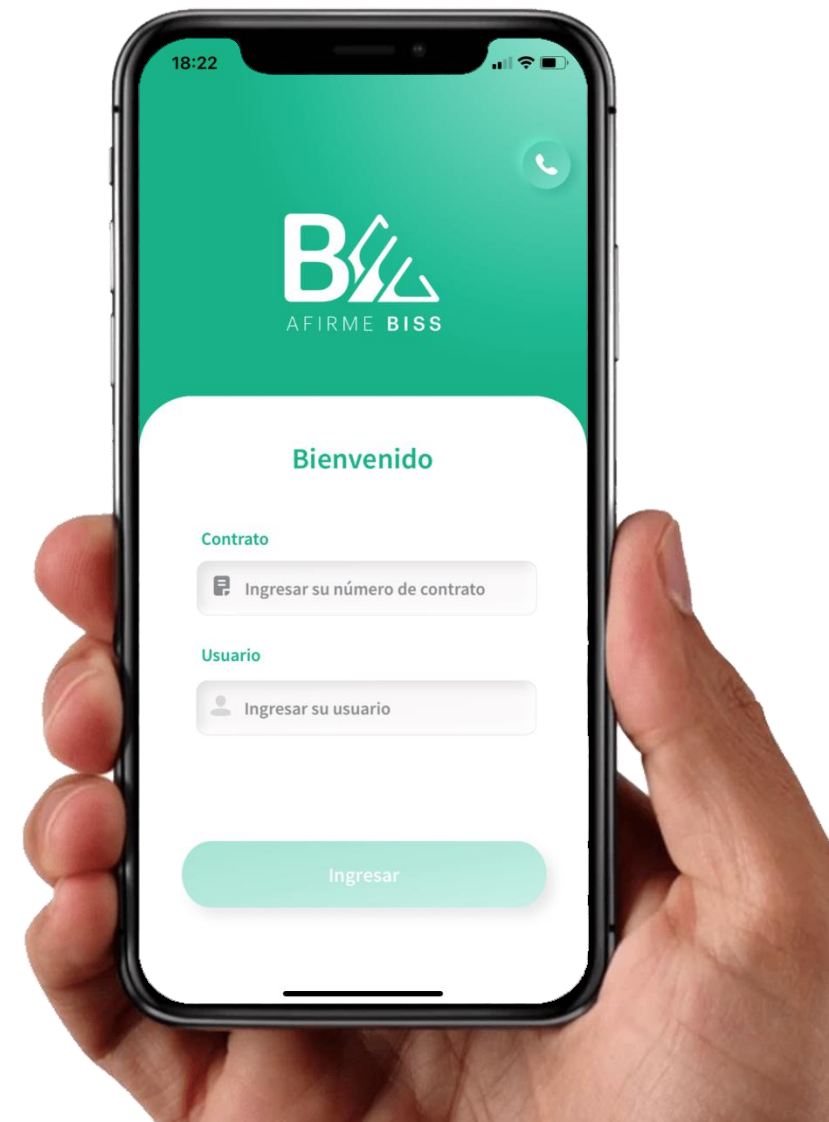 18:22
B
AFIRME BISS
Bienvenido
Contrato
Ingresar su número de contrato
Usuario
Ingresar su usuario
Ingresar